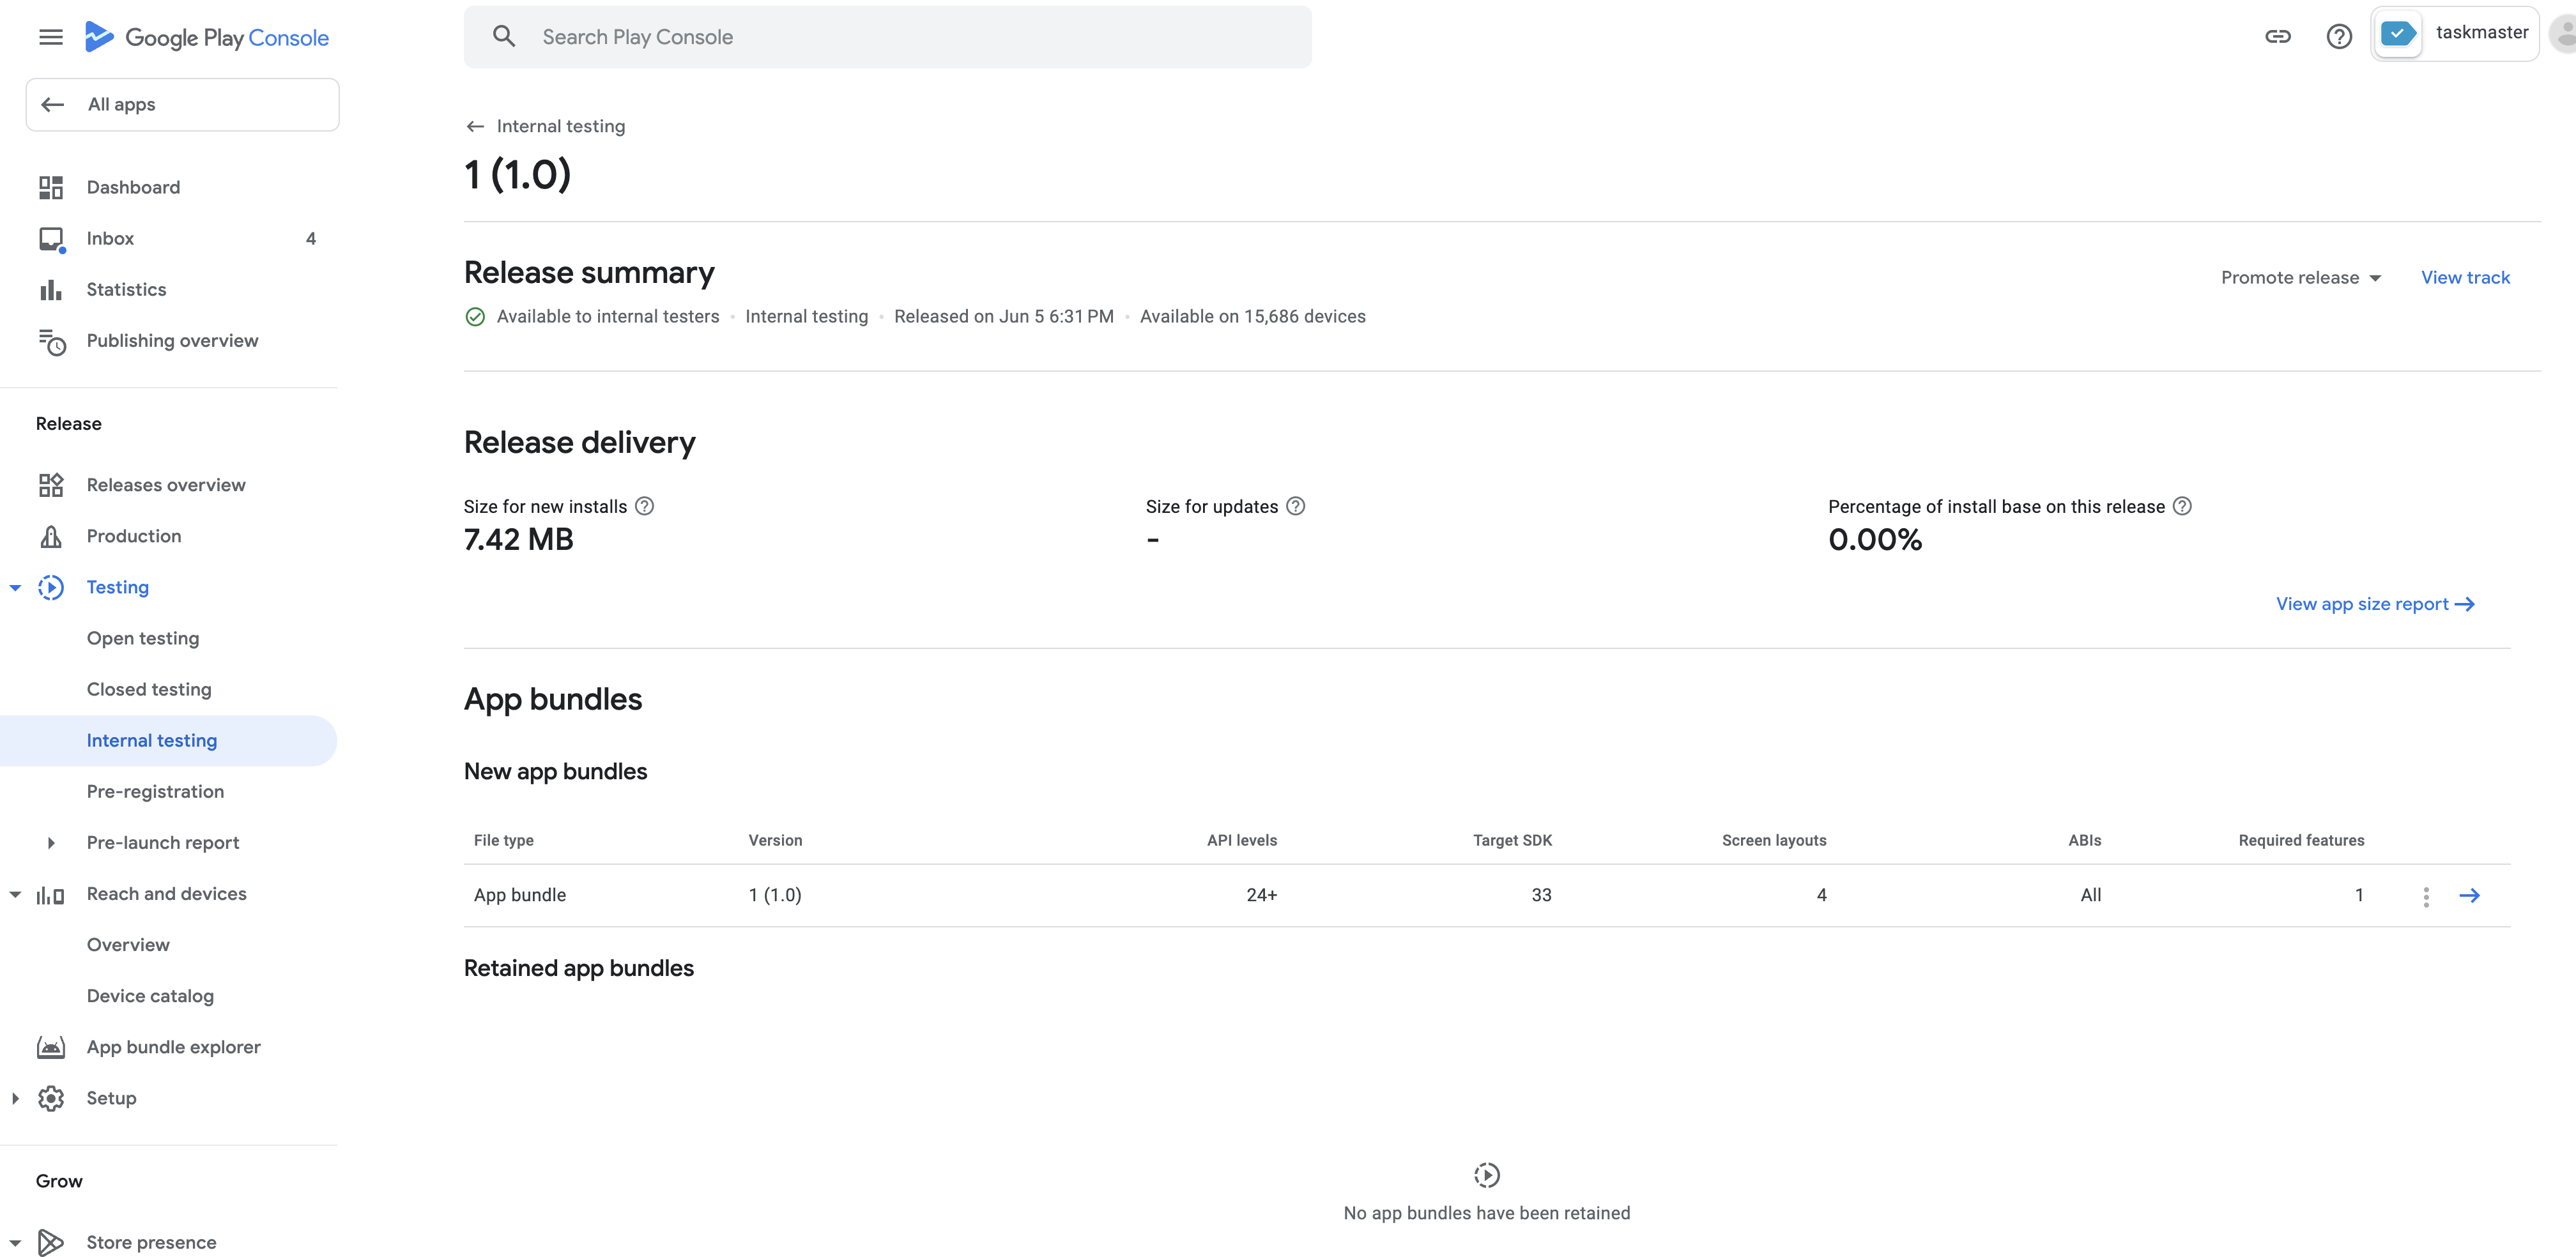 Google Play Console
Search Play Console
taskmaster
All apps
Dashboard
Inbox 4
Statistics
Publishing overview
Release
Releases overview
Production
Testing
Open testing
Closed testing
Internal testing
Pre-registration
Pre-launch report
Reach and devices
Overview
Device catalog
App bundle explorer
Setup
Grow
Store presence
Internal testing
1 (1.0)
Release summary
Promote release
View track
Available to internal testers • Internal testing • Released on Jun 5 6:31 PM • Available on 15,686 devices
Release delivery
Size for new installs
7.42 MB
Size for updates
-
Percentage of install base on this release
0.00%
View app size report
App bundles
New app bundles
File type Version API levels Target SDK Screen layouts ABIs Required features
App bundle 1 (1.0) 24+ 33 4 All 1
Retained app bundles
No app bundles have been retained